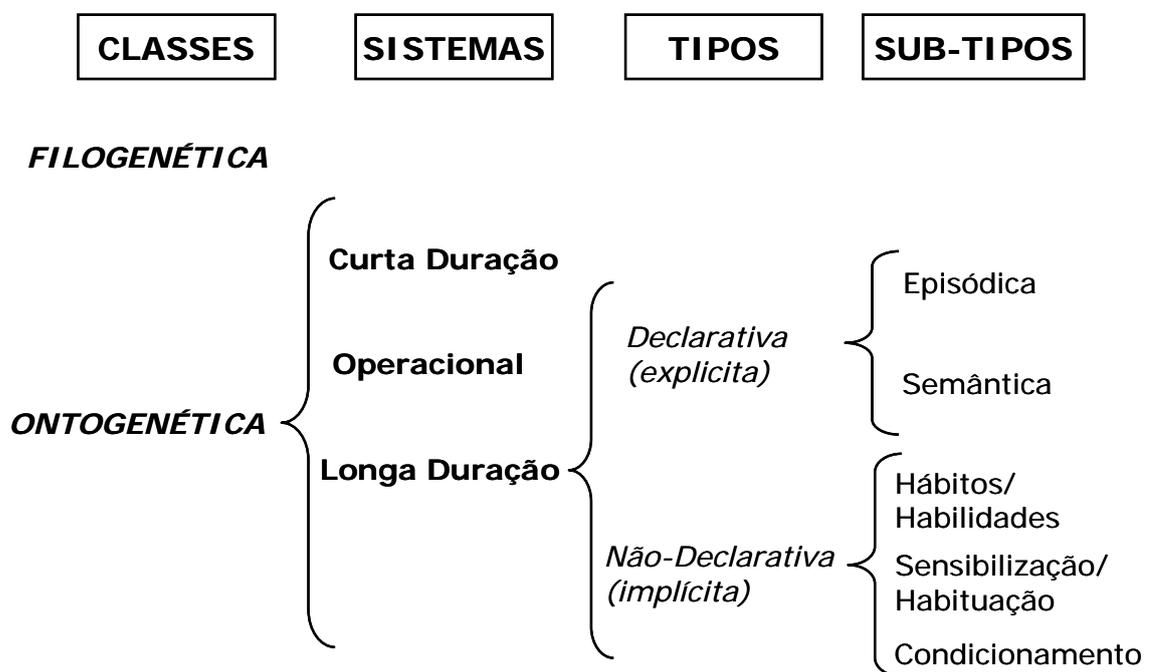 CLASSES
SISTEMAS
TIPOS
SUB-TIPOS
FILOGENÉTICA
ONTOGENÉTICA
Curta Duração
Operacional
Longa Duração
Declarativa
(explicita)
Não-Declarativa
(implícita)
Episódica
Semântica
Hábitos/
Habilidades
Sensibilização/
Habituação
Condicionamento